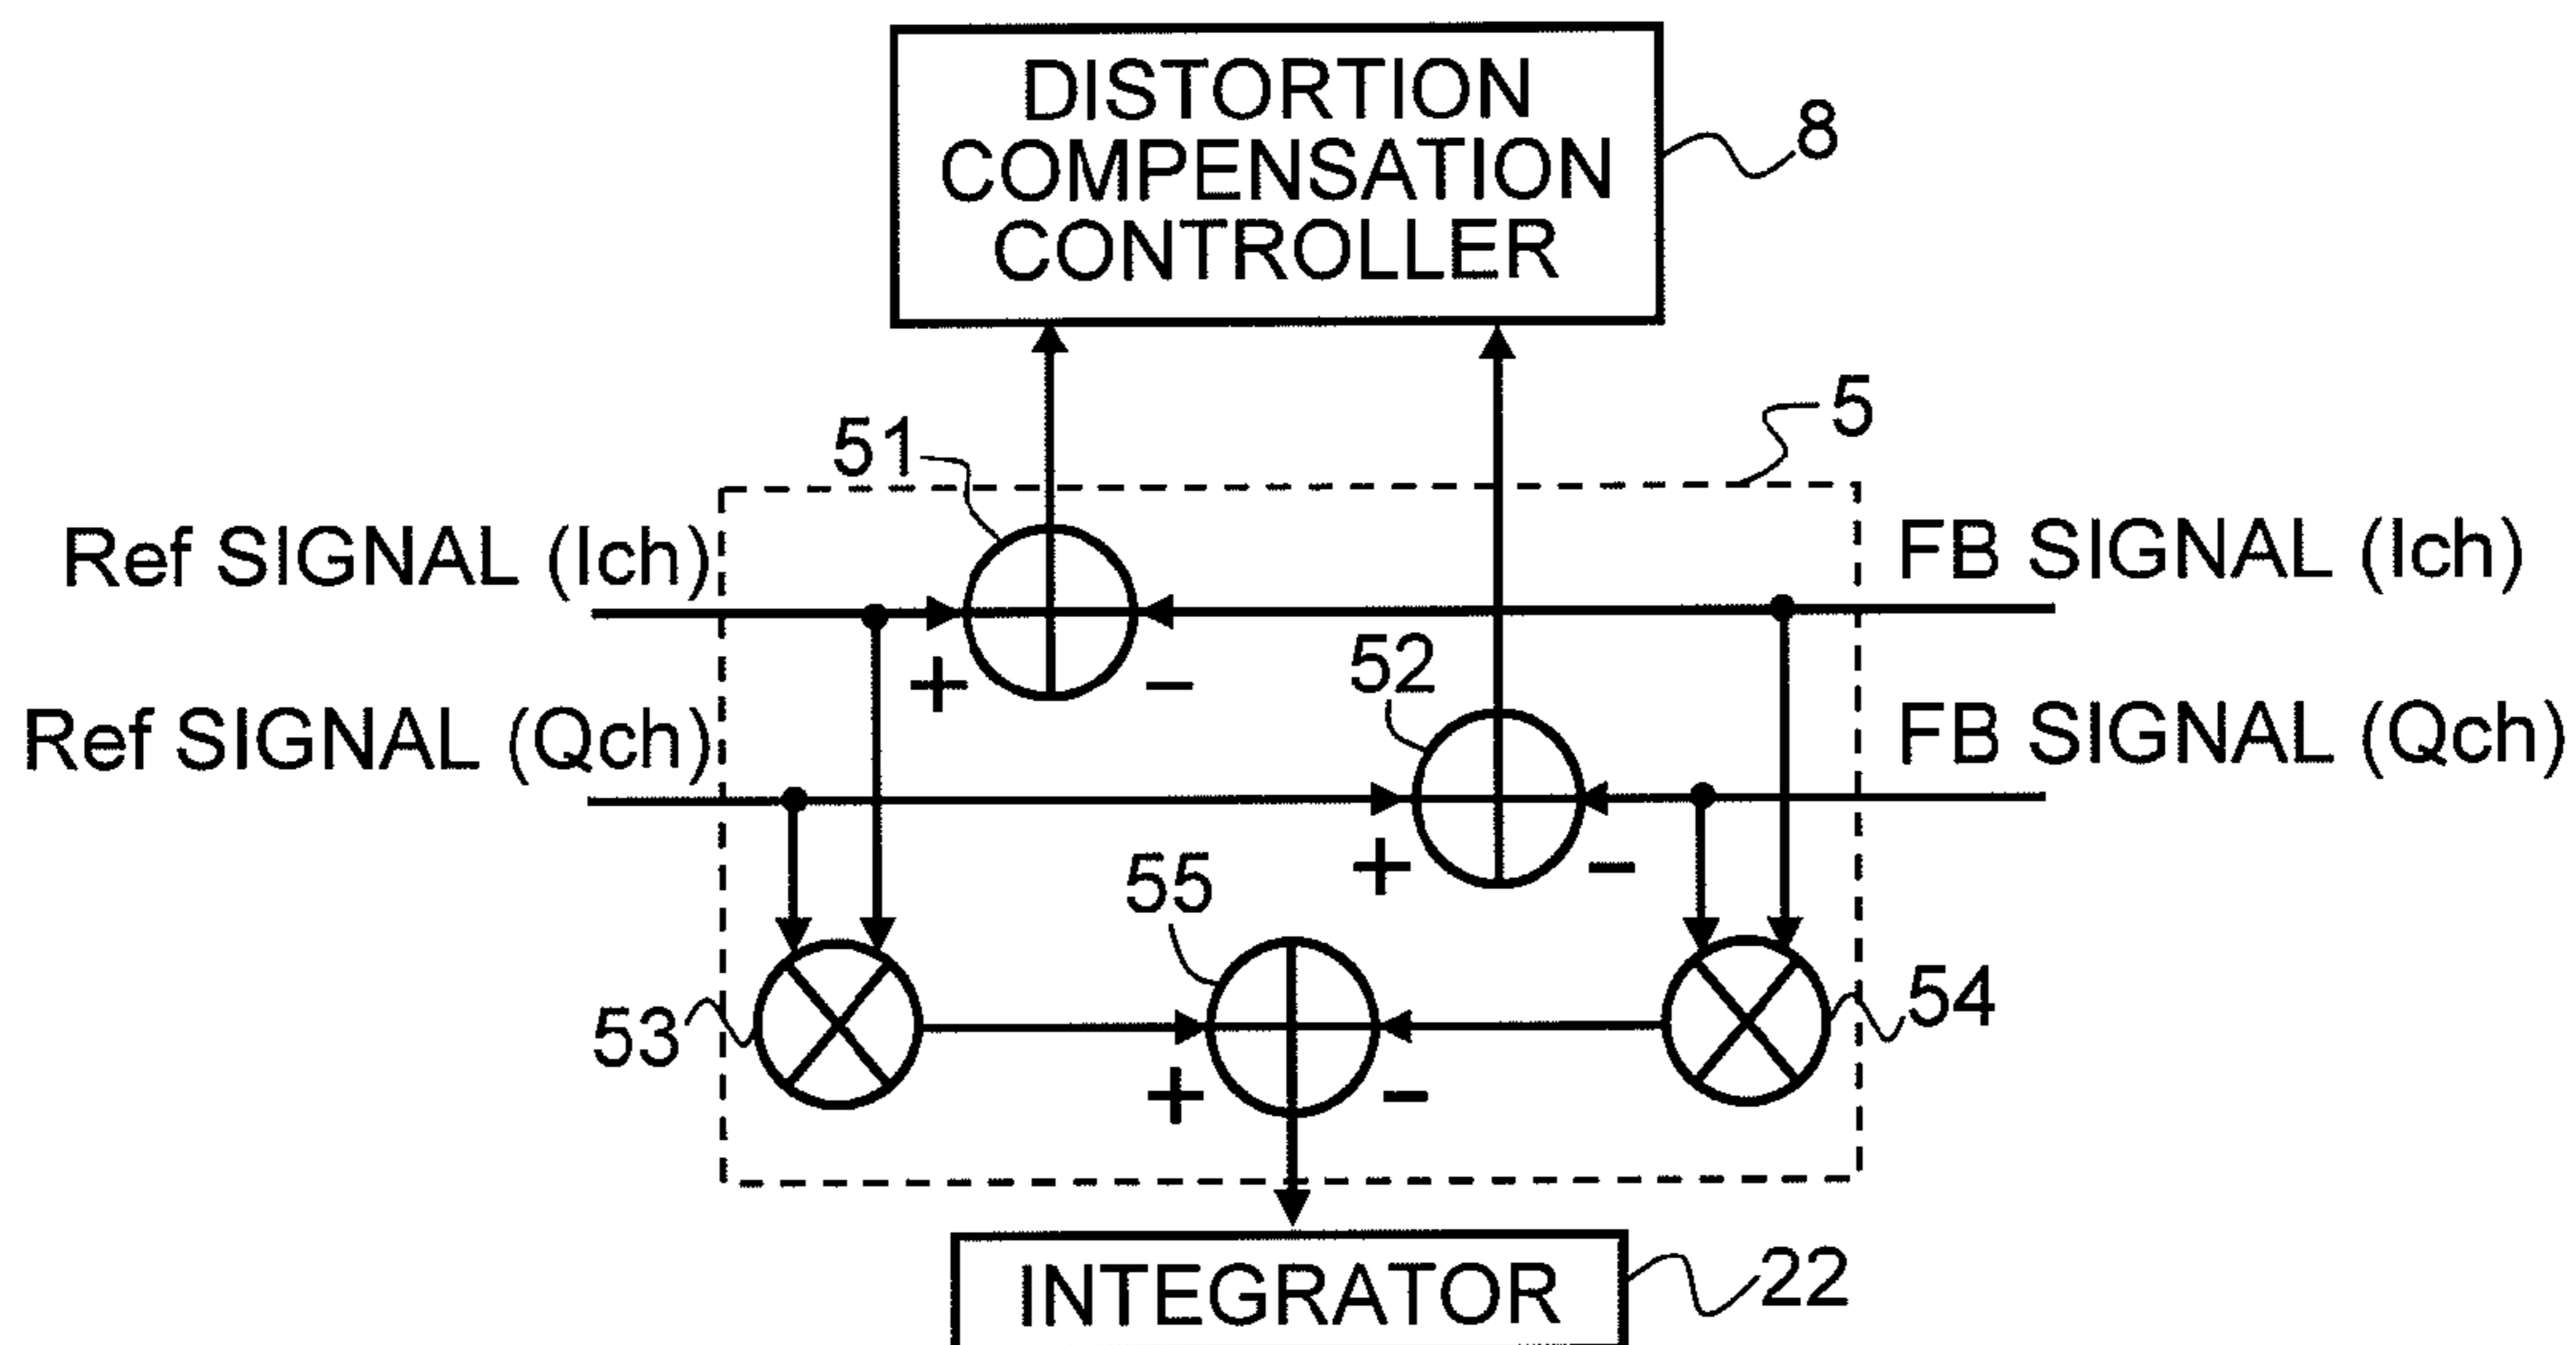 DISTORTION
COMPENSATION
CONTROLLER
8
5
51
Ref SIGNAL (Ich)
FB SIGNAL (Ich)
+
−
52
Ref SIGNAL (Qch)
FB SIGNAL (Qch)
+
−
55
53
54
+
−
INTEGRATOR
22